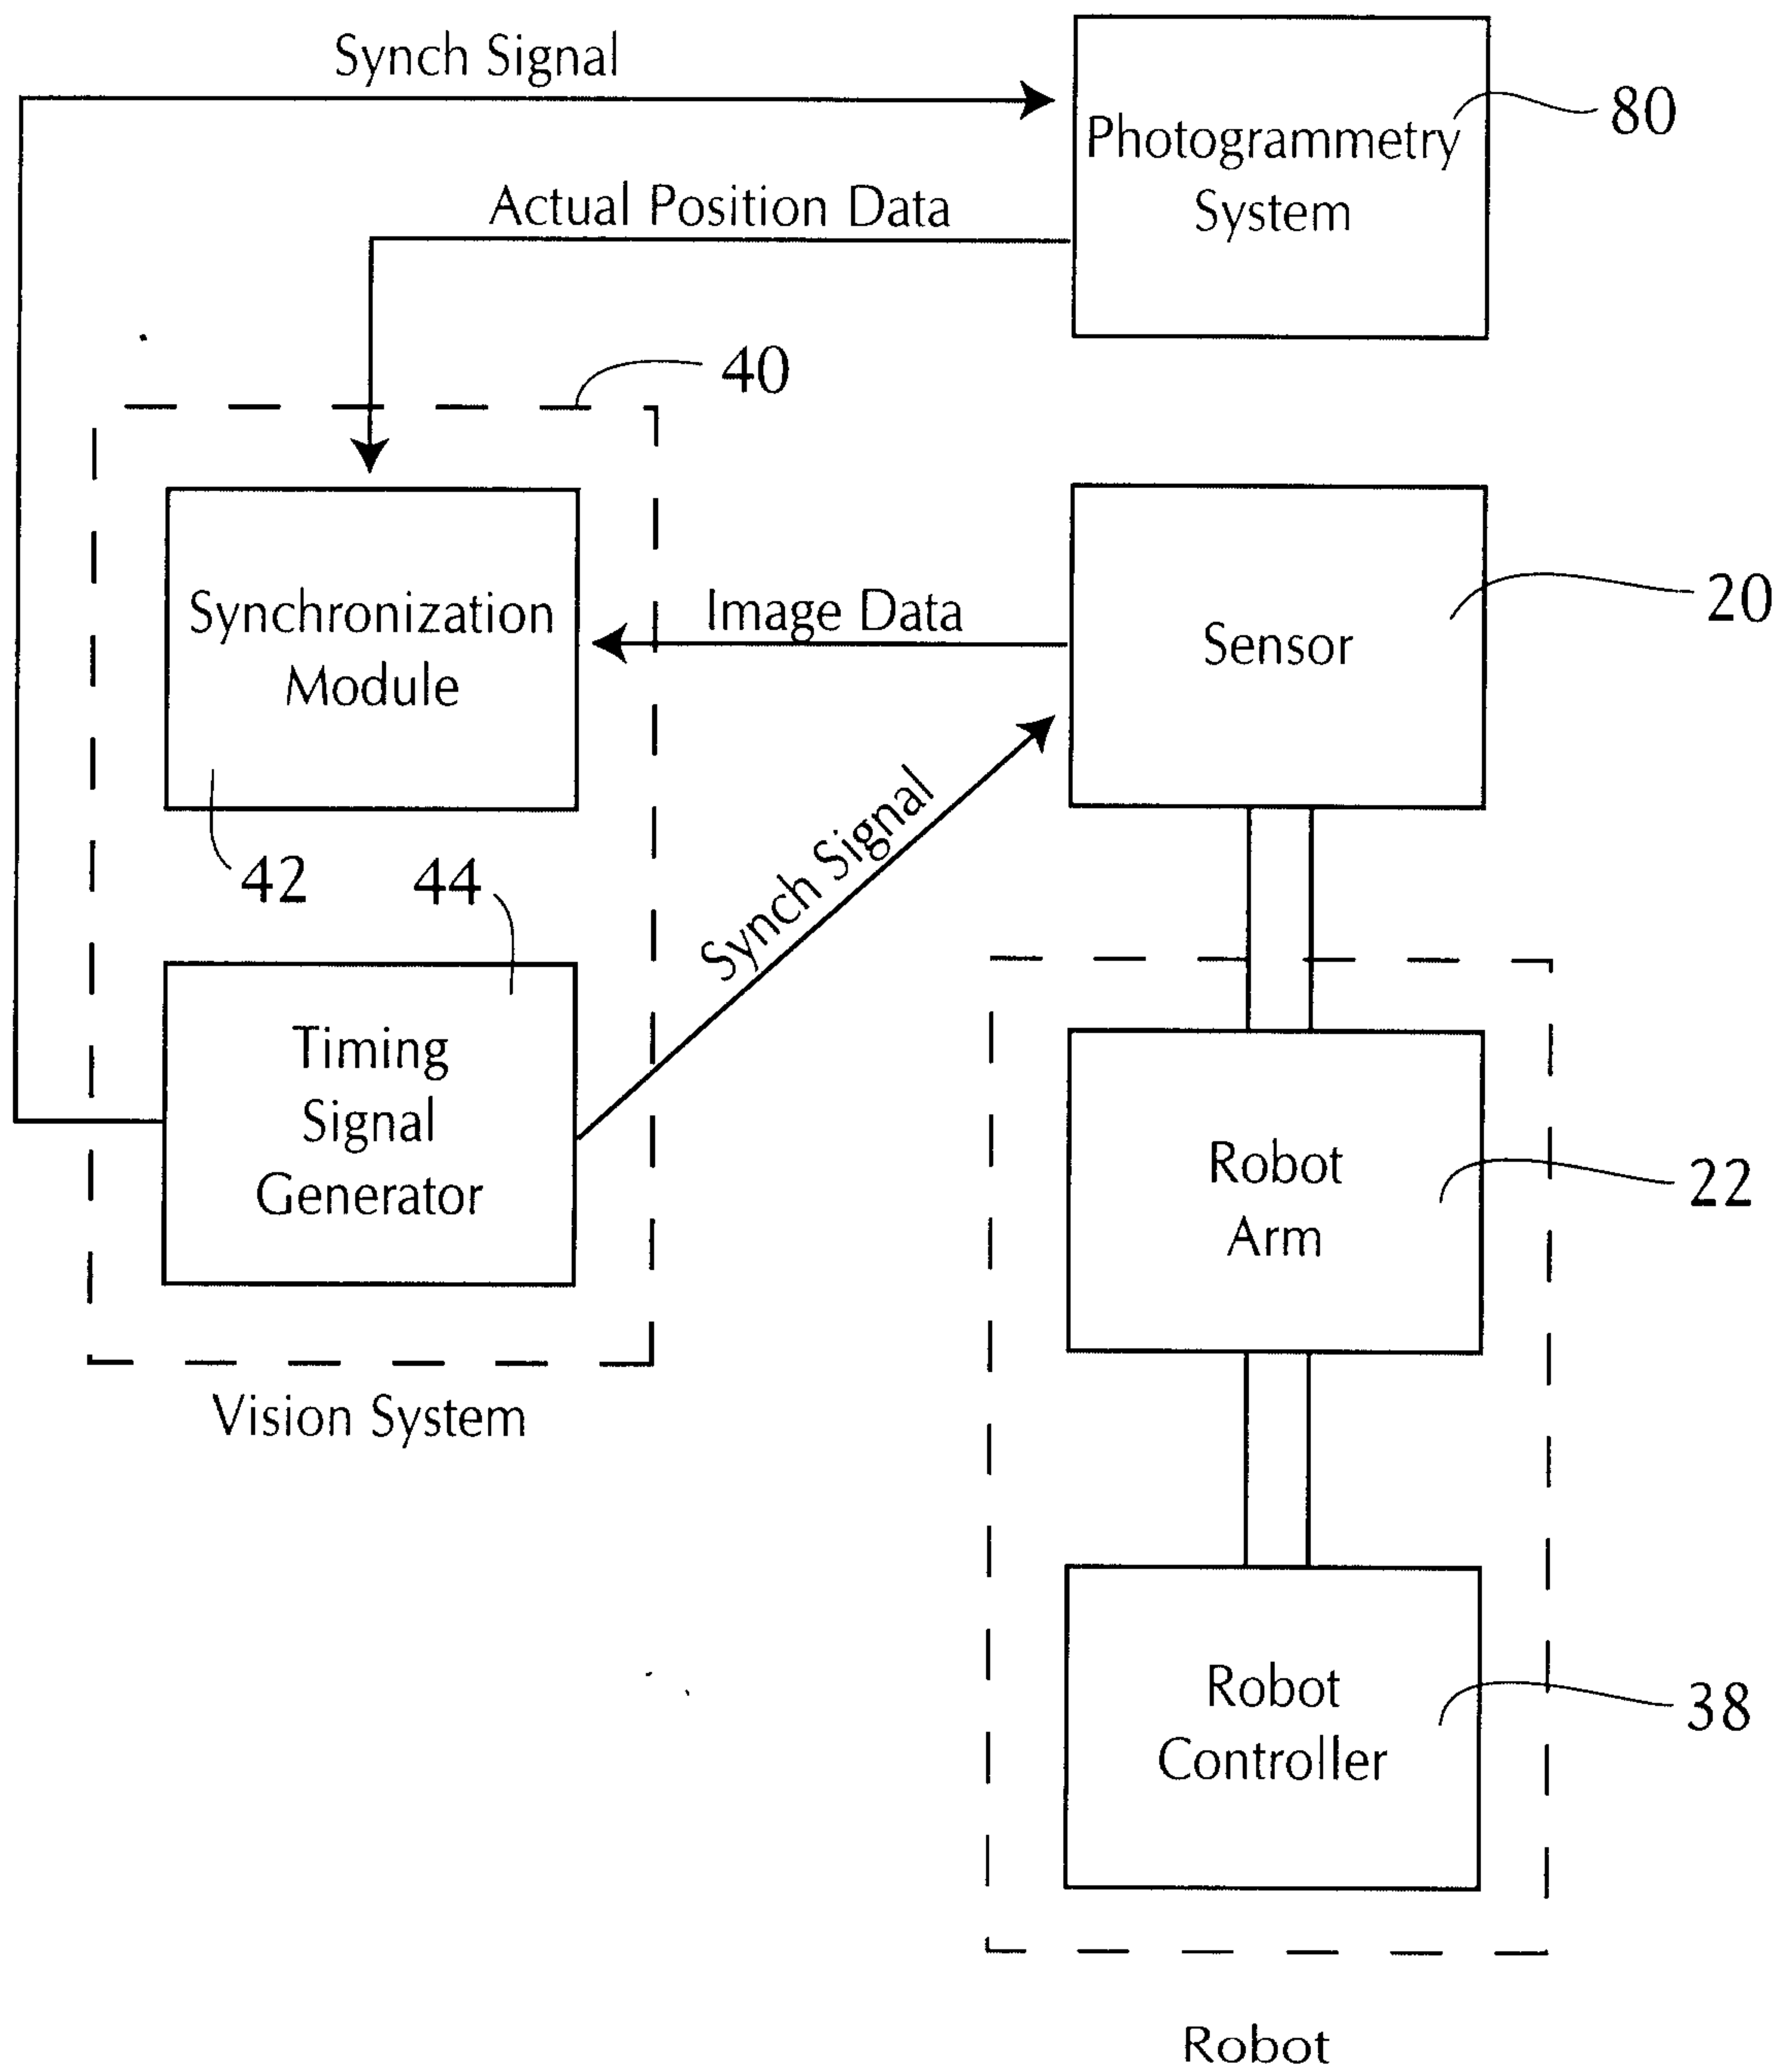 Synch Signal
Photogrammetry
System
80
Actual Position Data
40
Synchronization
Module
Image Data
Sensor
20
Synch Signal
42
44
Timing
Signal
Generator
Robot
Arm
22
Vision System
Robot
Controller
38
Robot